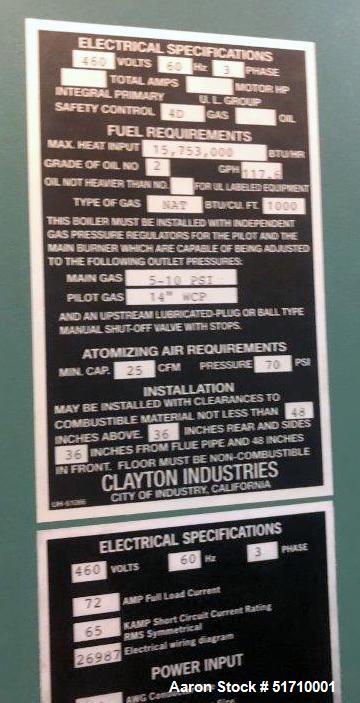 ELECTRICAL SPECIFICATIONS
460 VOLTS 60 Hz 3 PHASE
TOTAL AMPS MOTOR HP
INTEGRAL PRIMARY U. L. GROUP
SAFETY CONTROL 4D GAS OIL
FUEL REQUIREMENTS
MAX. HEAT INPUT 15,753,000 BTU/HR
GRADE OF OIL NO 2 GPH 117.6
OIL NOT HEAVIER THAN NO. FOR UL LABELED EQUIPMENT
TYPE OF GAS NAT BTU/CU. FT. 1000
THIS BOILER MUST BE INSTALLED WITH INDEPENDENT
GAS PRESSURE REGULATORS FOR THE PILOT AND THE
MAIN BURNER WHICH ARE CAPABLE OF BEING ADJUSTED
TO THE FOLLOWING OUTLET PRESSURES:
MAIN GAS 5-10 PSI
PILOT GAS 14" WCP
AND AN UPSTREAM LUBRICATED-PLUG OR BALL TYPE
MANUAL SHUT-OFF VALVE WITH STOPS.
ATOMIZING AIR REQUIREMENTS
MIN. CAP. 25 CFM PRESSURE 70 PSI
INSTALLATION
MAY BE INSTALLED WITH CLEARANCES TO
COMBUSTIBLE MATERIAL NOT LESS THAN 48
INCHES ABOVE. 36 INCHES REAR AND SIDES
36 INCHES FROM FLUE PIPE AND 48 INCHES
IN FRONT. FLOOR MUST BE NON-COMBUSTIBLE
CLAYTON INDUSTRIES
CITY OF INDUSTRY, CALIFORNIA
ELECTRICAL SPECIFICATIONS
460 VOLTS 60 Hz 3 PHASE
72 AMP Full Load Current
65 KAMP Short Circuit Current Rating
RMS Symmetrical
26987 Electrical wiring diagram
POWER INPUT
AWG
Aaron Stock # 51710001